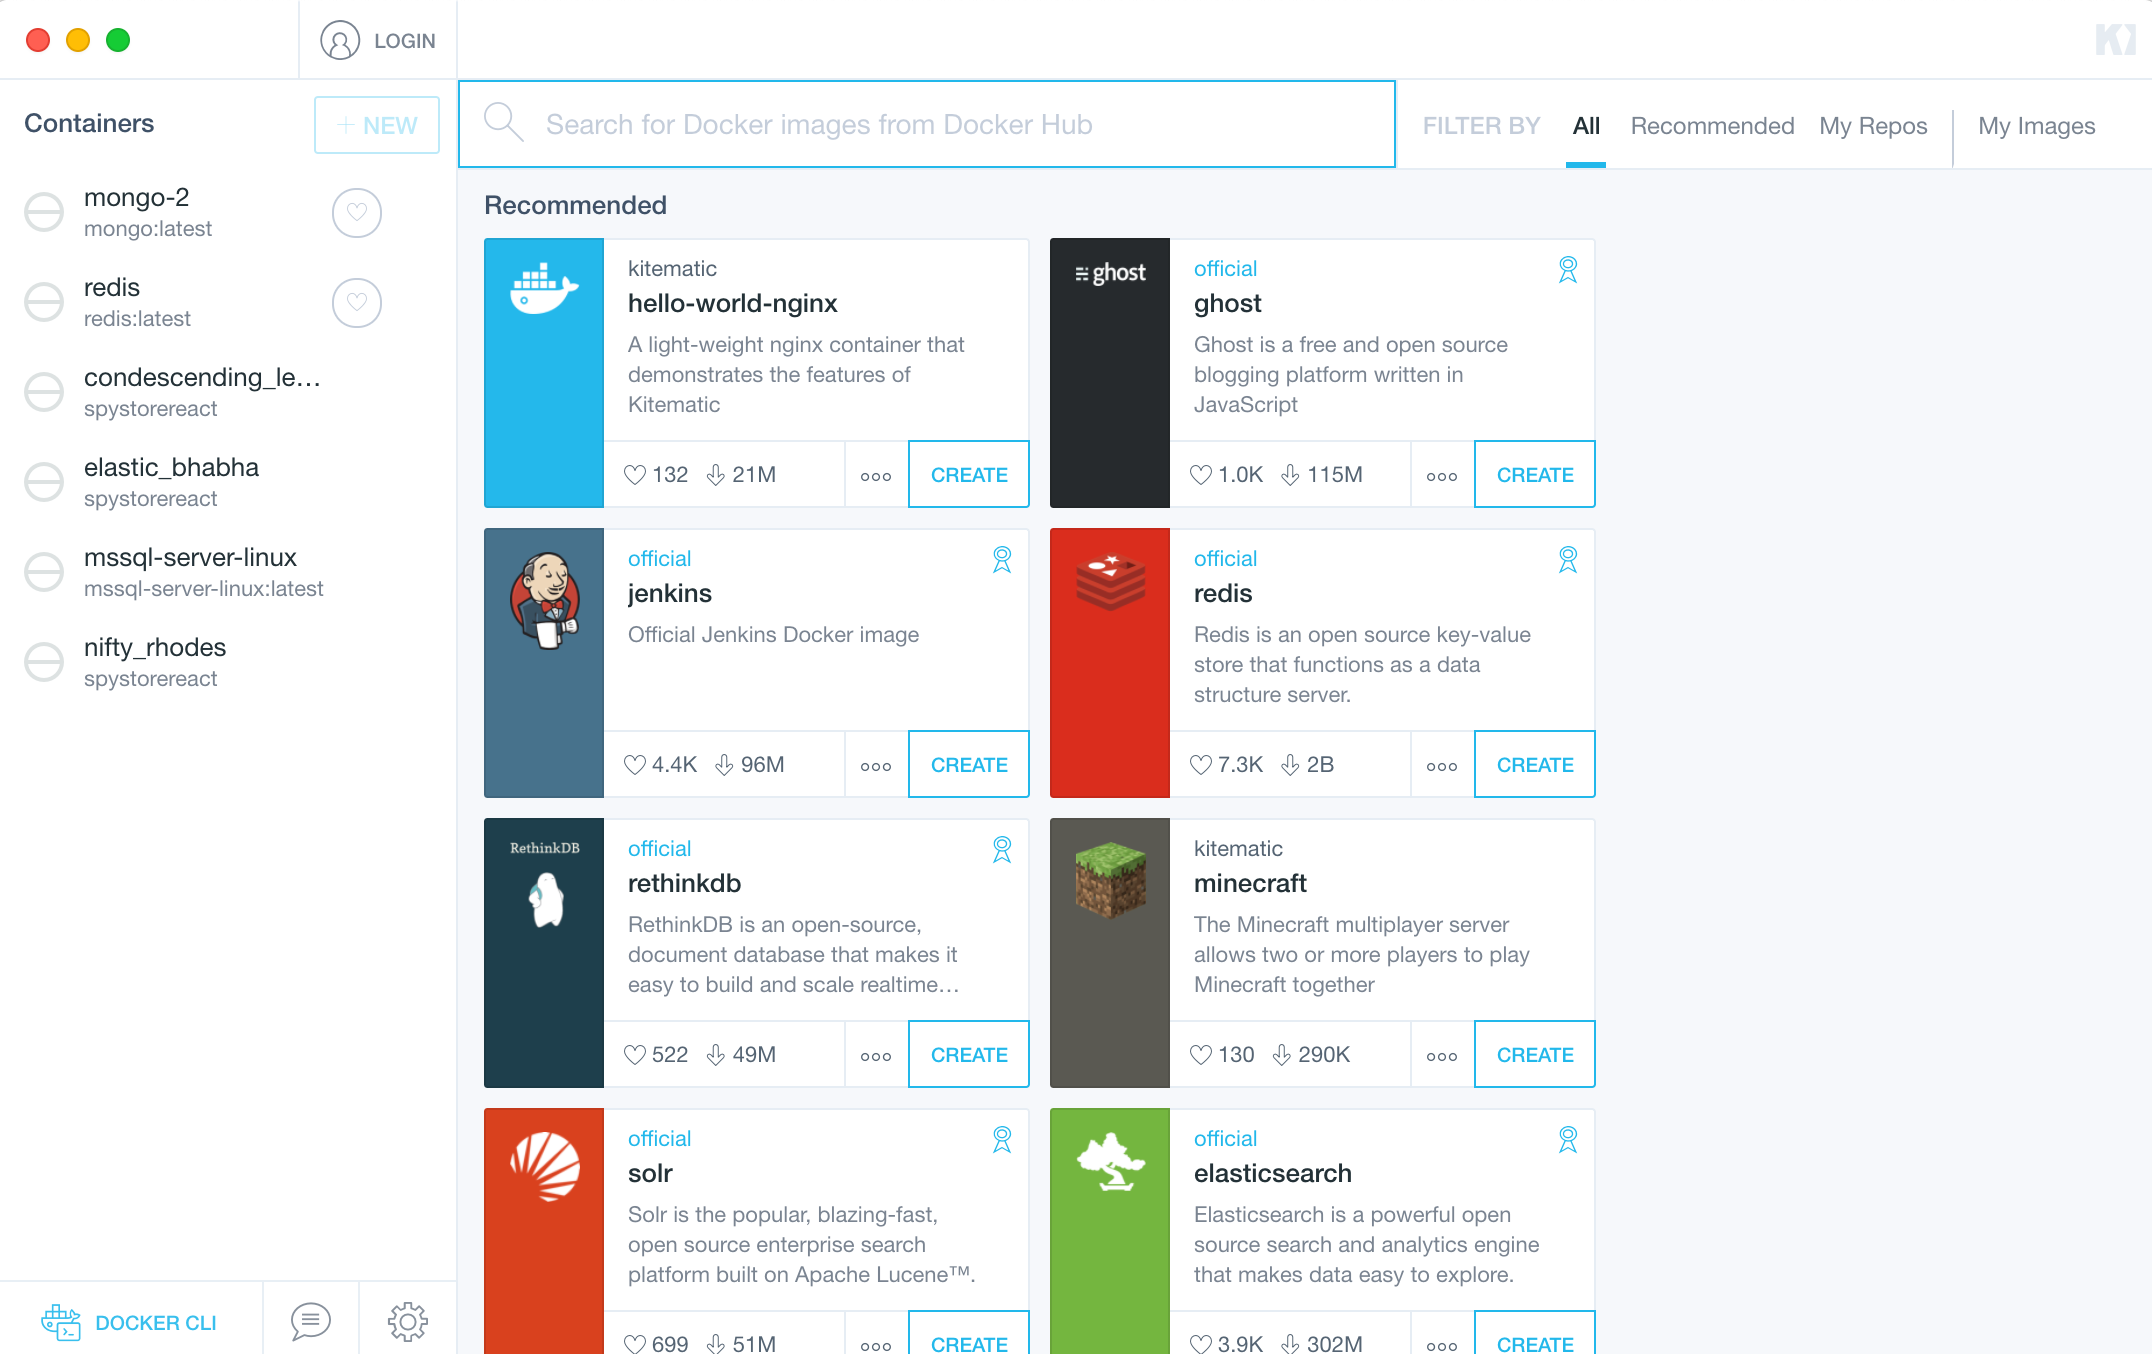 LOGIN
Containers
+ NEW
mongo-2
mongo:latest
redis
redis:latest
condescending_le...
spystorereact
elastic_bhabha
spystorereact
mssql-server-linux
mssql-server-linux:latest
nifty_rhodes
spystorereact
DOCKER CLI
Search for Docker images from Docker Hub
FILTER BY All Recommended My Repos My Images
Recommended
kitematic
hello-world-nginx
A light-weight nginx container that
demonstrates the features of
Kitematic
132 21M
CREATE
ghost
official
ghost
Ghost is a free and open source
blogging platform written in
JavaScript
1.0K 115M
CREATE
official
jenkins
Official Jenkins Docker image
4.4K 96M
CREATE
official
redis
Redis is an open source key-value
store that functions as a data
structure server.
7.3K 2B
CREATE
RethinkDB
official
rethinkdb
RethinkDB is an open-source,
document database that makes it
easy to build and scale realtime...
522 49M
CREATE
kitematic
minecraft
The Minecraft multiplayer server
allows two or more players to play
Minecraft together
130 290K
CREATE
official
solr
Solr is the popular, blazing-fast,
open source enterprise search
platform built on Apache Lucene™.
699 51M
CREATE
official
elasticsearch
Elasticsearch is a powerful open
source search and analytics engine
that makes data easy to explore.
3.9K 302M
CREATE